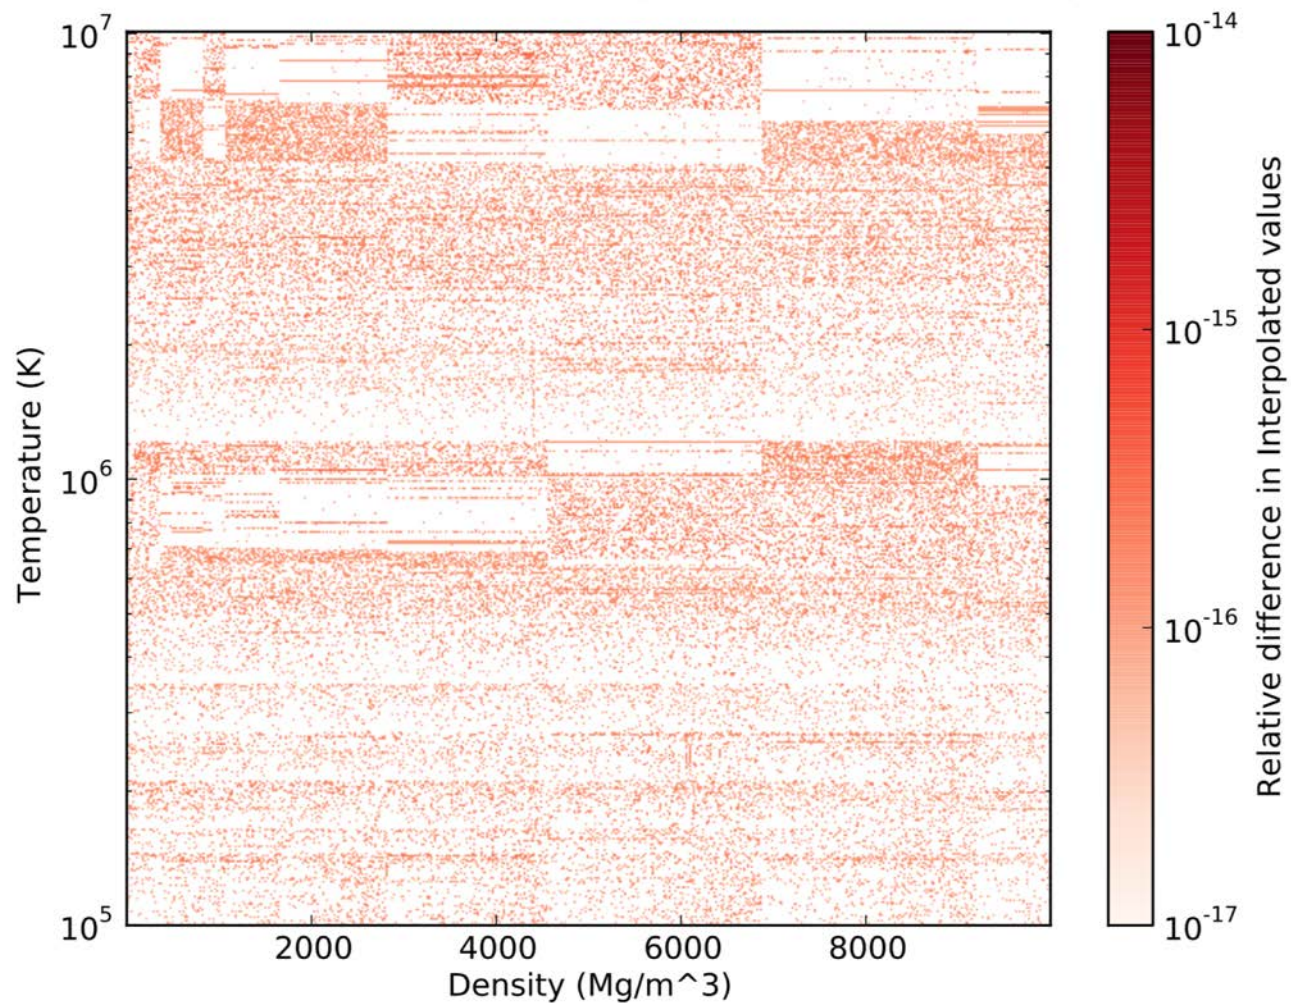 10^7
10^6
10^5
Temperature (K)
2000 4000 6000 8000
Density (Mg/m^3)
10^-14
10^-15
10^-16
10^-17
Relative difference in Interpolated values